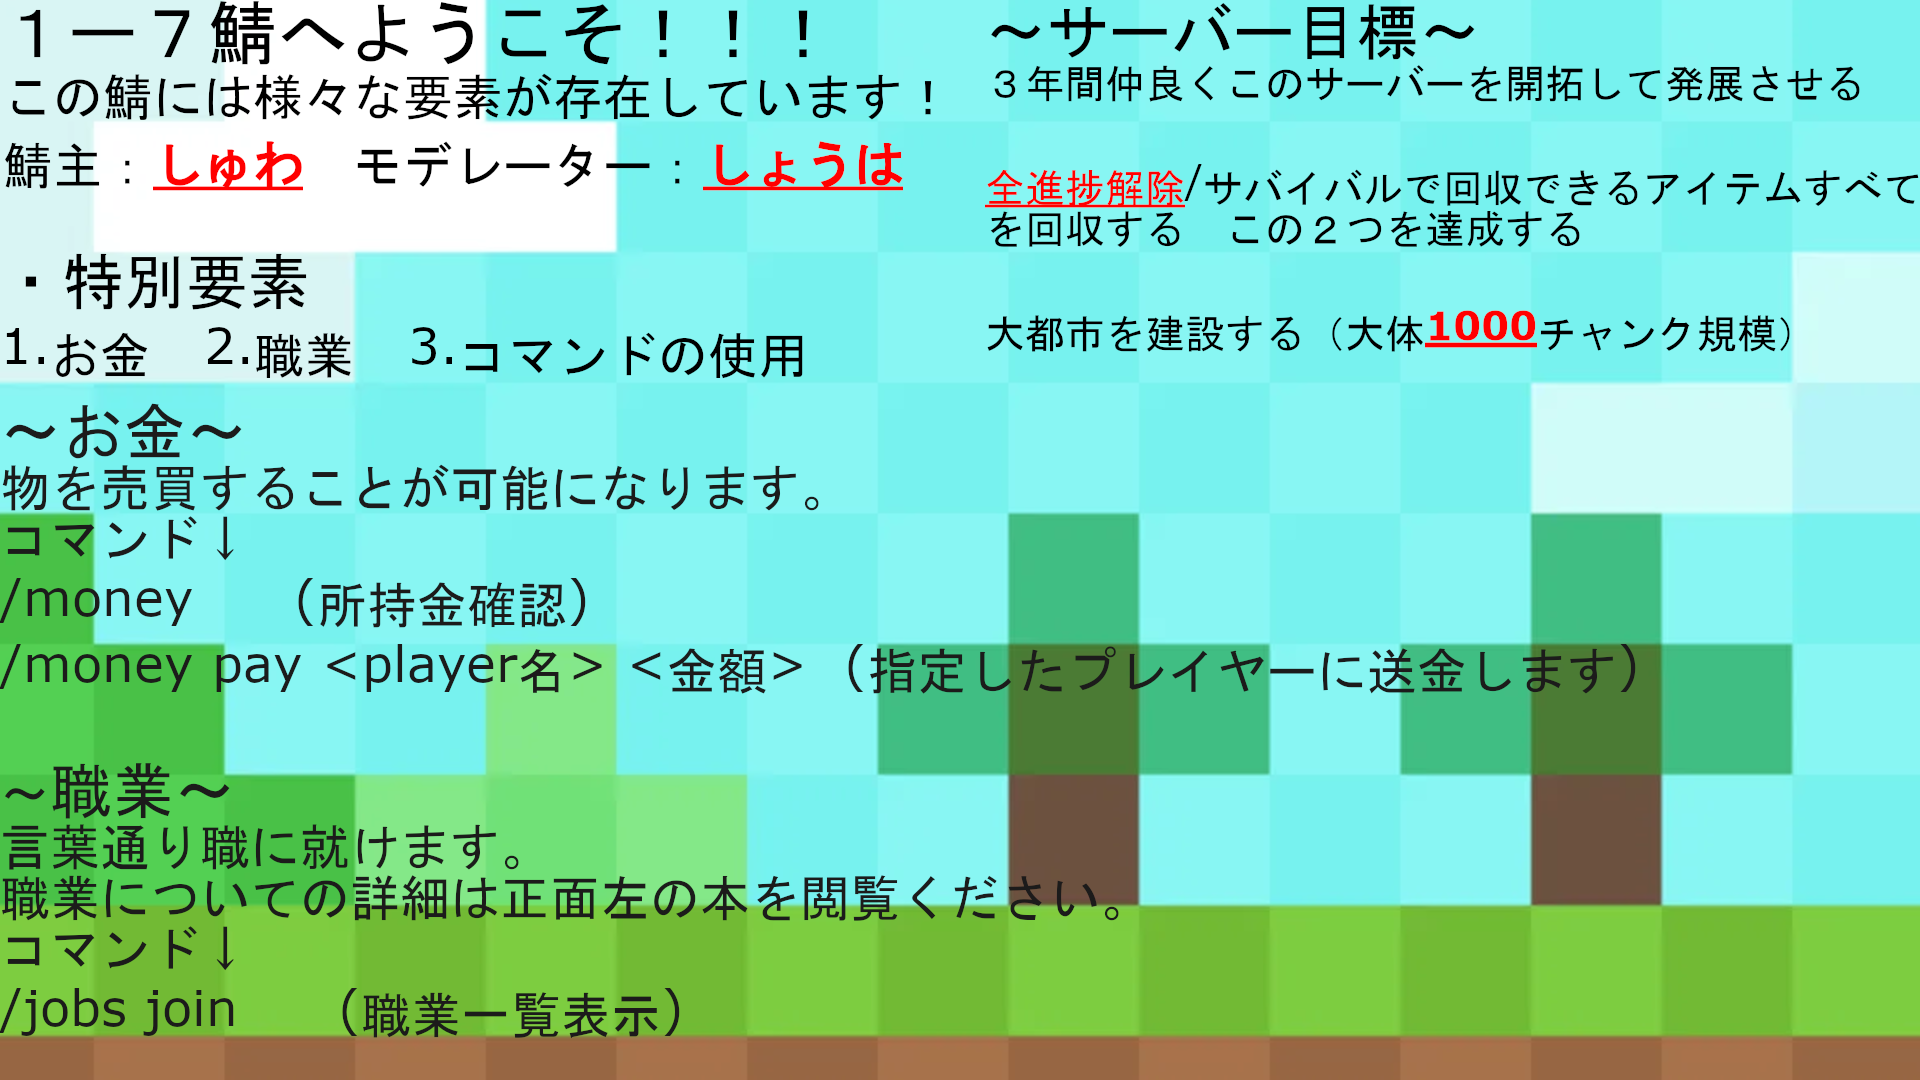 １ー７鯖へようこそ！！！
この鯖には様々な要素が存在しています！
鯖主：しゅわ　モデレーター：しょうは
・特別要素
1.お金　2.職業　3.コマンドの使用
～お金～
物を売買することが可能になります。
コマンド↓
/money　（所持金確認）
/money pay <player名> <金額>（指定したプレイヤーに送金します）
~職業～
言葉通り職に就けます。
職業についての詳細は正面左の本を閲覧ください。
コマンド↓
/jobs join　（職業一覧表示）
～サーバー目標～
３年間仲良くこのサーバーを開拓して発展させる
全進捗解除/サバイバルで回収できるアイテムすべて
を回収する　この２つを達成する
大都市を建設する（大体1000チャンク規模）